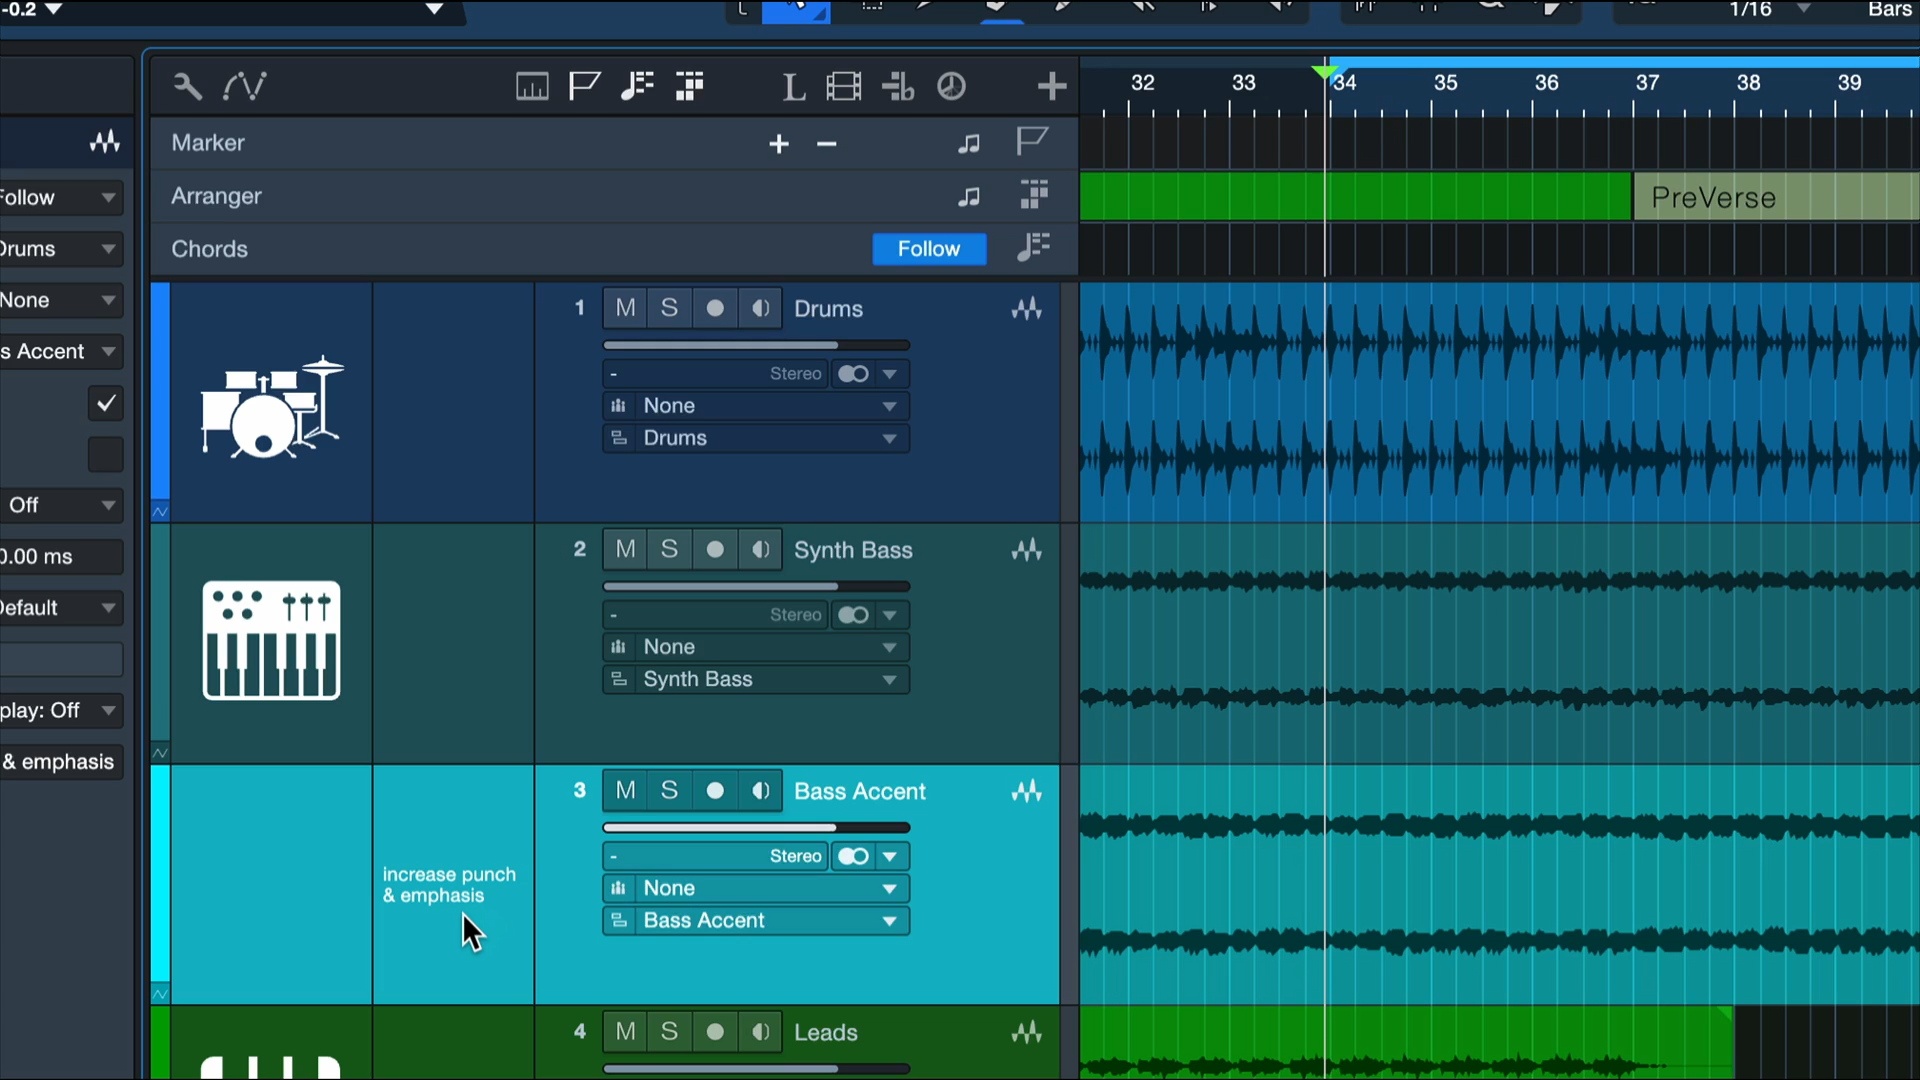 -0.2
1/16
Bars
32 33 34 35 36 37 38 39
Marker
Arranger
PreVerse
Chords
Follow
Follow
Drums
None
s Accent
Off
0.00 ms
Default
play: Off
& emphasis
1 M S Drums
- Stereo
None
Drums
2 M S Synth Bass
- Stereo
None
Synth Bass
3 M S Bass Accent
- Stereo
increase punch
& emphasis
None
Bass Accent
4 M S Leads